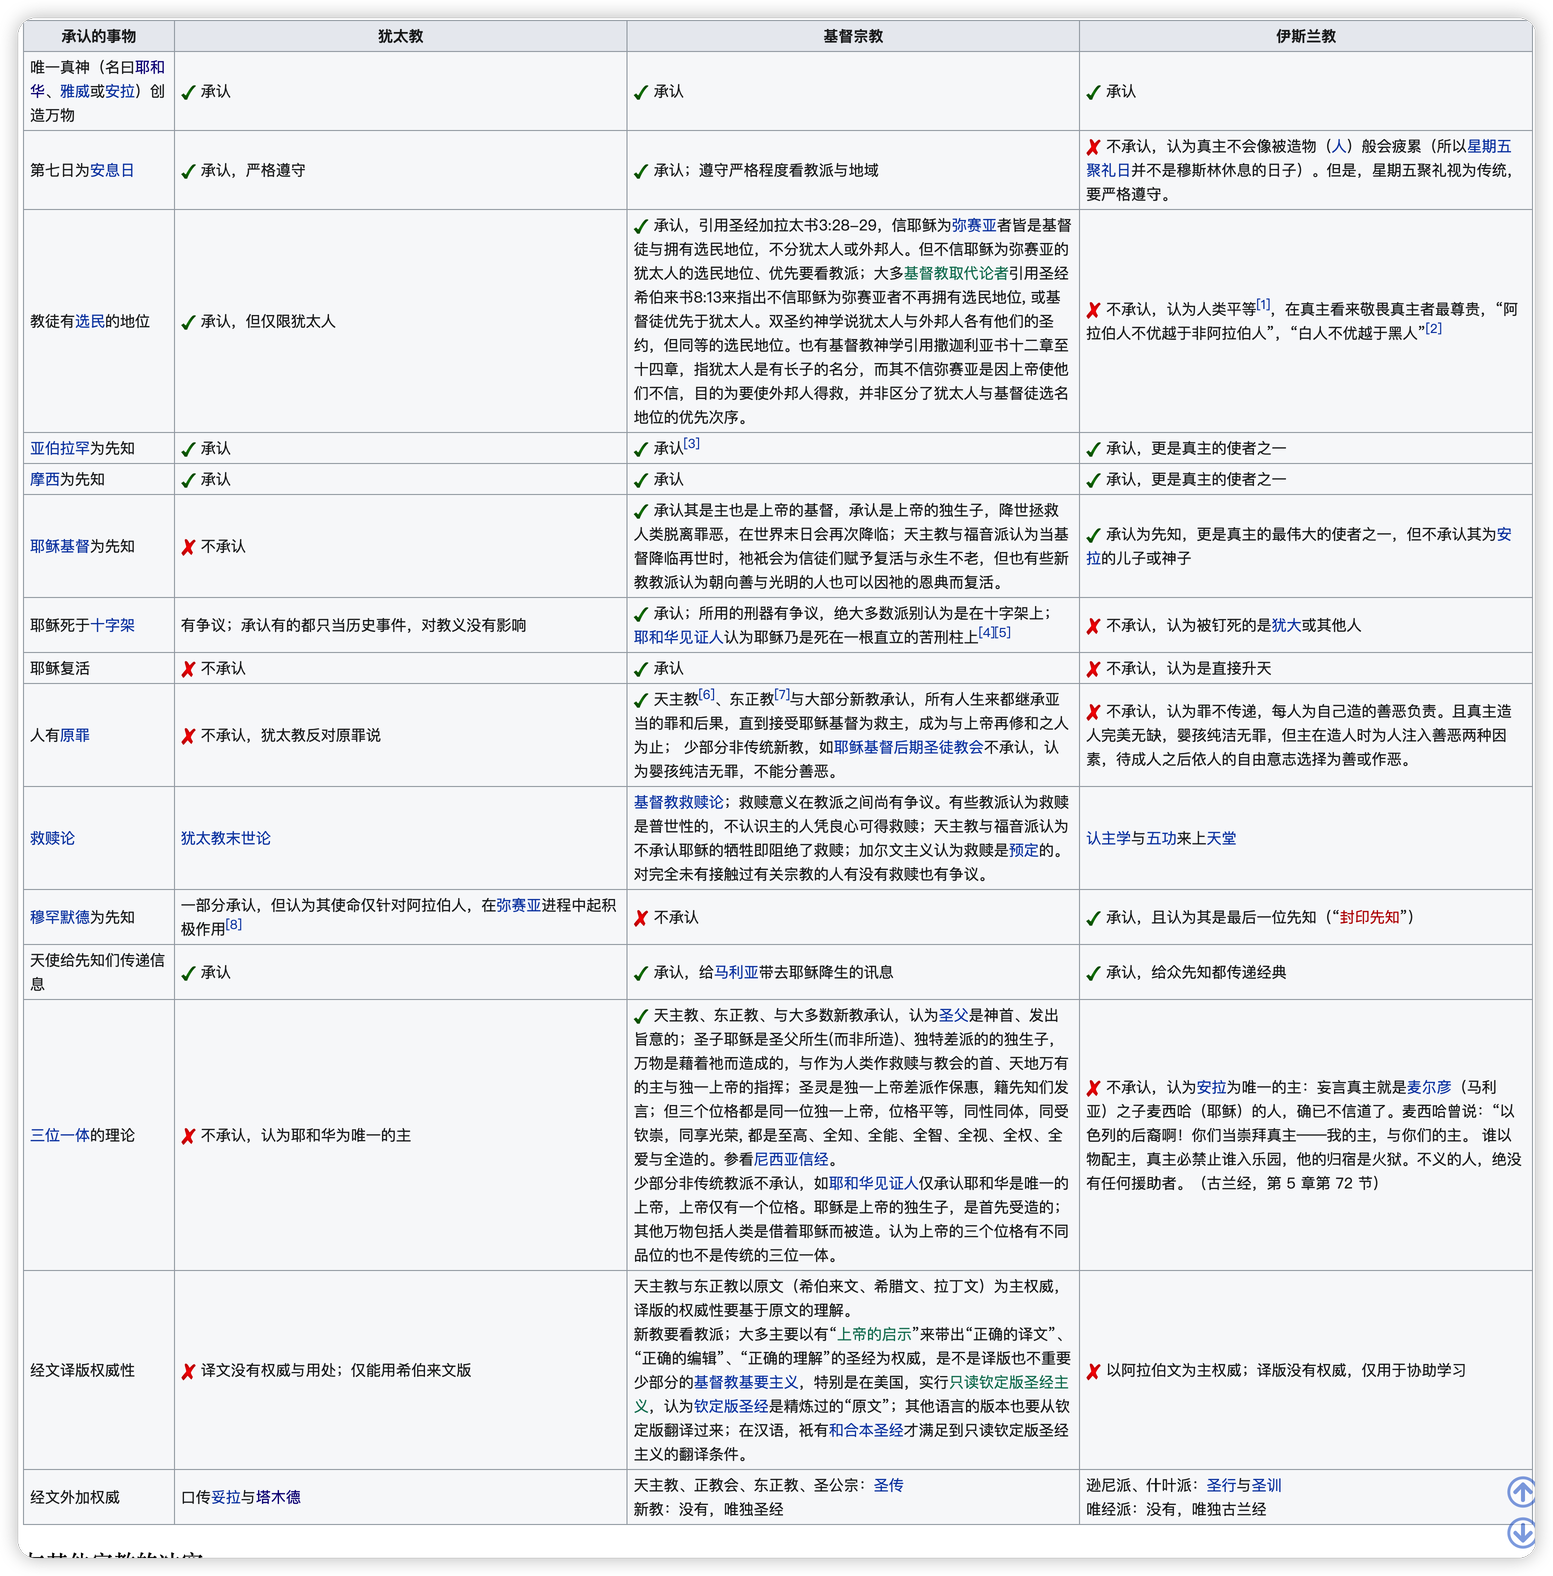 承认的事物
犹太教
基督宗教
伊斯兰教
唯一真神（名曰耶和
华、雅威或安拉）创
造万物
✓ 承认
✓ 承认
✓ 承认
第七日为安息日
✓ 承认，严格遵守
✓ 承认；遵守严格程度看教派与地域
✗ 不承认，认为真主不会像被造物（人）般会疲累（所以星期五
聚礼日并不是穆斯林休息的日子）。但是，星期五聚礼视为传统，
要严格遵守。
教徒有选民的地位
✓ 承认，但仅限犹太人
✓ 承认，引用圣经加拉太书3:28–29，信耶稣为弥赛亚者皆是基督
徒与拥有选民地位，不分犹太人或外邦人。但不信耶稣为弥赛亚的
犹太人的选民地位、优先要看教派；大多基督教取代论者引用圣经
希伯来书8:13来指出不信耶稣为弥赛亚者不再拥有选民地位, 或基
督徒优先于犹太人。双圣约神学说犹太人与外邦人各有他们的圣
约，但同等的选民地位。也有基督教神学引用撒迦利亚书十二章至
十四章，指犹太人是有长子的名分，而其不信弥赛亚是因上帝使他
们不信，目的为要使外邦人得救，并非区分了犹太人与基督徒选名
地位的优先次序。
✗ 不承认，认为人类平等[1]，在真主看来敬畏真主者最尊贵，“阿
拉伯人不优越于非阿拉伯人”，“白人不优越于黑人”[2]
亚伯拉罕为先知
✓ 承认
✓ 承认[3]
✓ 承认，更是真主的使者之一
摩西为先知
✓ 承认
✓ 承认
✓ 承认，更是真主的使者之一
耶稣基督为先知
✗ 不承认
✓ 承认其是主也是上帝的基督，承认是上帝的独生子，降世拯救
人类脱离罪恶，在世界末日会再次降临；天主教与福音派认为当基
督降临再世时，祂祇会为信徒们赋予复活与永生不老，但也有些新
教教派认为朝向善与光明的人也可以因祂的恩典而复活。
✓ 承认为先知，更是真主的最伟大的使者之一，但不承认其为安
拉的儿子或神子
耶稣死于十字架
有争议；承认有的都只当历史事件，对教义没有影响
✓ 承认；所用的刑器有争议，绝大多数派别认为是在十字架上；
耶和华见证人认为耶稣乃是死在一根直立的苦刑柱上[4][5]
✗ 不承认，认为被钉死的是犹大或其他人
耶稣复活
✗ 不承认
✓ 承认
✗ 不承认，认为是直接升天
人有原罪
✗ 不承认，犹太教反对原罪说
✓ 天主教[6]、东正教[7]与大部分新教承认，所有人生来都继承亚
当的罪和后果，直到接受耶稣基督为救主，成为与上帝再修和之人
为止； 少部分非传统新教，如耶稣基督后期圣徒教会不承认，认
为婴孩纯洁无罪，不能分善恶。
✗ 不承认，认为罪不传递，每人为自己造的善恶负责。且真主造
人完美无缺，婴孩纯洁无罪，但主在造人时为人注入善恶两种因
素，待成人之后依人的自由意志选择为善或作恶。
救赎论
犹太教末世论
基督教救赎论；救赎意义在教派之间尚有争议。有些教派认为救赎
是普世性的，不认识主的人凭良心可得救赎；天主教与福音派认为
不承认耶稣的牺牲即阻绝了救赎；加尔文主义认为救赎是预定的。
对完全未有接触过有关宗教的人有没有救赎也有争议。
认主学与五功来上天堂
穆罕默德为先知
一部分承认，但认为其使命仅针对阿拉伯人，在弥赛亚进程中起积
极作用[8]
✗ 不承认
✓ 承认，且认为其是最后一位先知（“封印先知”）
天使给先知们传递信
息
✓ 承认
✓ 承认，给马利亚带去耶稣降生的讯息
✓ 承认，给众先知都传递经典
三位一体的理论
✗ 不承认，认为耶和华为唯一的主
✓ 天主教、东正教、与大多数新教承认，认为圣父是神首、发出
旨意的；圣子耶稣是圣父所生(而非所造)、独特差派的的独生子，
万物是藉着祂而造成的，与作为人类作救赎与教会的首、天地万有
的主与独一上帝的指挥；圣灵是独一上帝差派作保惠，籍先知们发
言；但三个位格都是同一位独一上帝，位格平等，同性同体，同受
钦崇，同享光荣, 都是至高、全知、全能、全智、全视、全权、全
爱与全造的。参看尼西亚信经。
少部分非传统教派不承认，如耶和华见证人仅承认耶和华是唯一的
上帝，上帝仅有一个位格。耶稣是上帝的独生子，是首先受造的；
其他万物包括人类是借着耶稣而被造。认为上帝的三个位格有不同
品位的也不是传统的三位一体。
✗ 不承认，认为安拉为唯一的主：妄言真主就是麦尔彦（马利
亚）之子麦西哈（耶稣）的人，确已不信道了。麦西哈曾说：“以
色列的后裔啊！你们当崇拜真主——我的主，与你们的主。 谁以
物配主，真主必禁止谁入乐园，他的归宿是火狱。不义的人，绝没
有任何援助者。（古兰经，第 5 章第 72 节）
经文译版权威性
✗ 译文没有权威与用处；仅能用希伯来文版
天主教与东正教以原文（希伯来文、希腊文、拉丁文）为主权威，
译版的权威性要基于原文的理解。
新教要看教派；大多主要以有“上帝的启示”来带出“正确的译文”、
“正确的编辑”、“正确的理解”的圣经为权威，是不是译版也不重要
少部分的基督教基要主义，特别是在美国，实行只读钦定版圣经主
义，认为钦定版圣经是精炼过的“原文”；其他语言的版本也要从钦
定版翻译过来；在汉语，祇有和合本圣经才满足到只读钦定版圣经
主义的翻译条件。
✗ 以阿拉伯文为主权威；译版没有权威，仅用于协助学习
经文外加权威
口传妥拉与塔木德
天主教、正教会、东正教、圣公宗：圣传
新教：没有，唯独圣经
逊尼派、什叶派：圣行与圣训
唯经派：没有，唯独古兰经